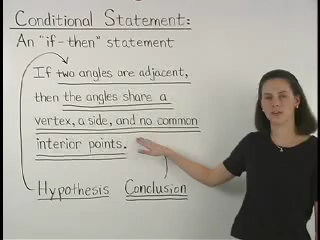 Conditional Statement:
An "if-then" statement
If two angles are adjacent,
then the angles share a
vertex, a side, and no common
interior points.
Hypothesis Conclusion